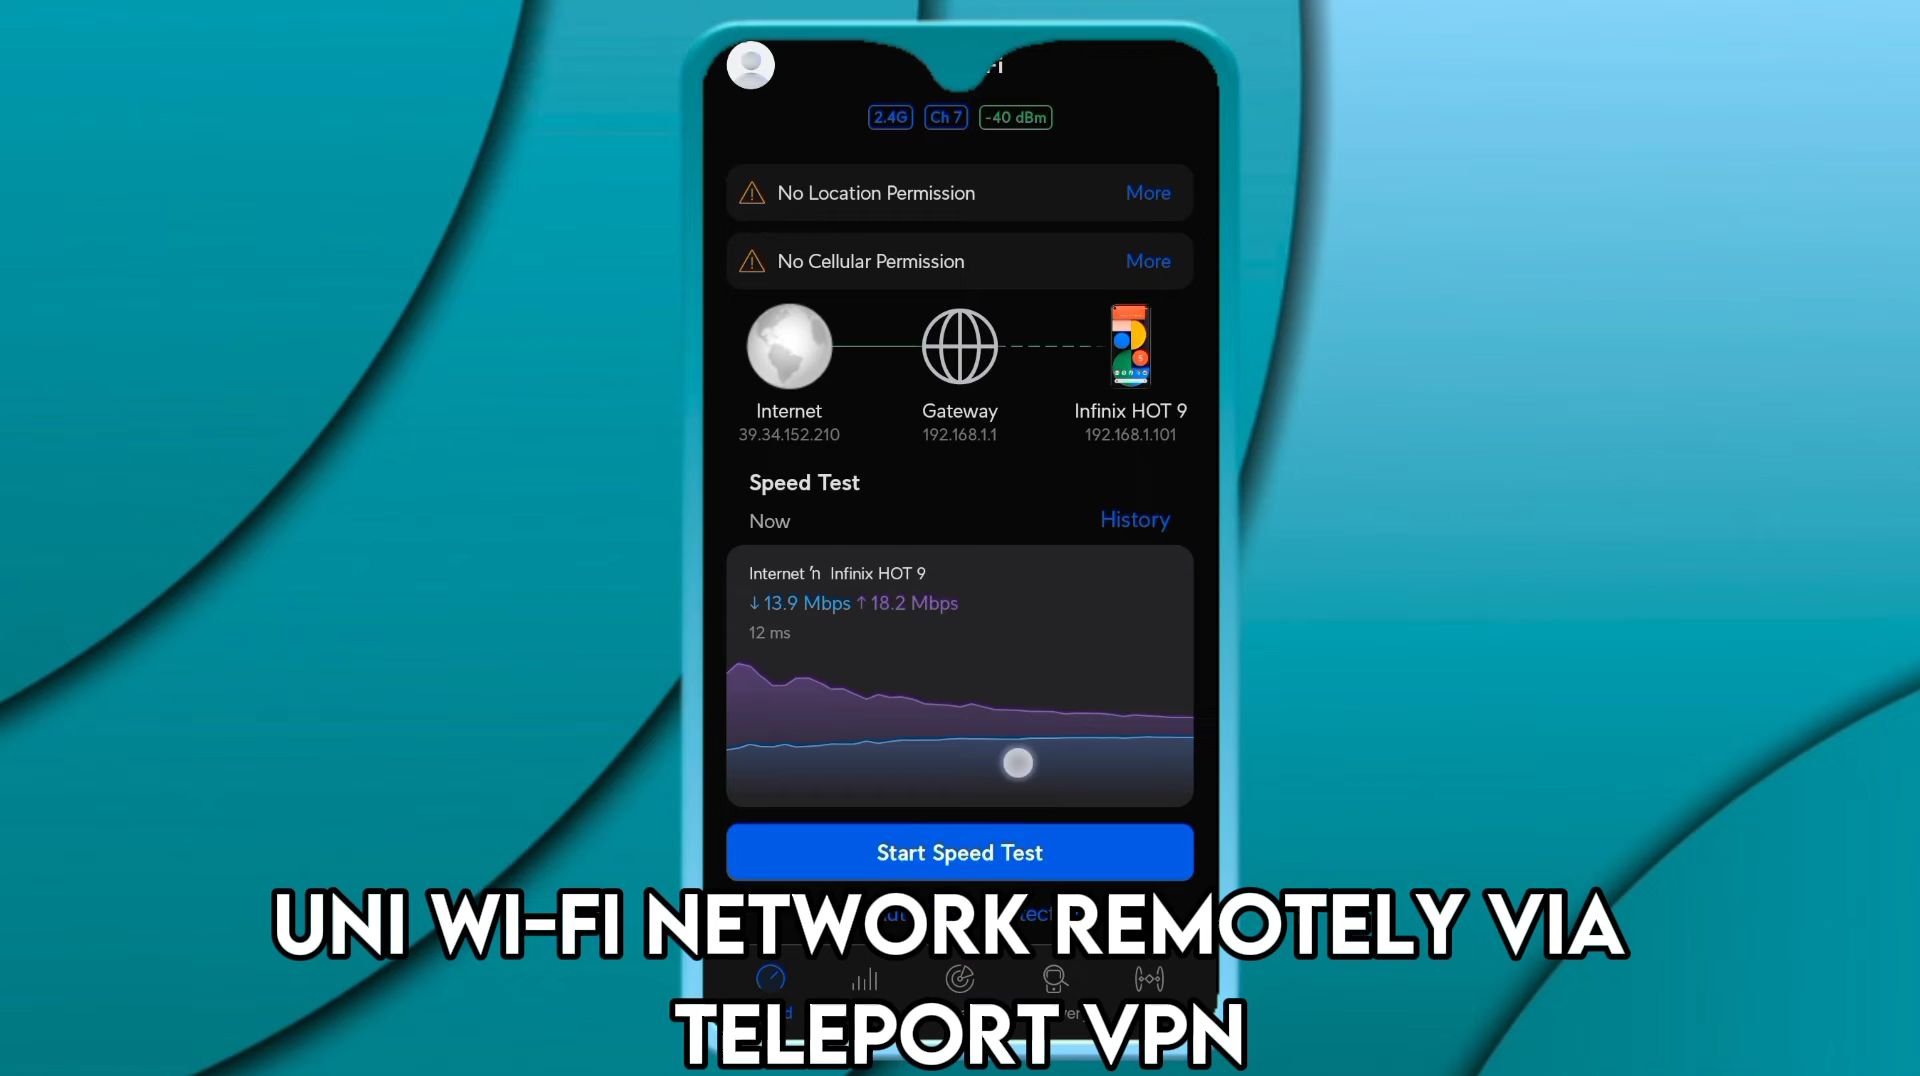 2.4G Ch 7 -40 dBm
No Location Permission More
No Cellular Permission More
Internet Gateway Infinix HOT 9
39.34.152.210 192.168.1.1 192.168.1.101
Speed Test
Now History
Internet 'n Infinix HOT 9
↓13.9 Mbps ↑18.2 Mbps
12 ms
Start Speed Test
UNI WI-FI NETWORK REMOTELY VIA
TELEPORT VPN